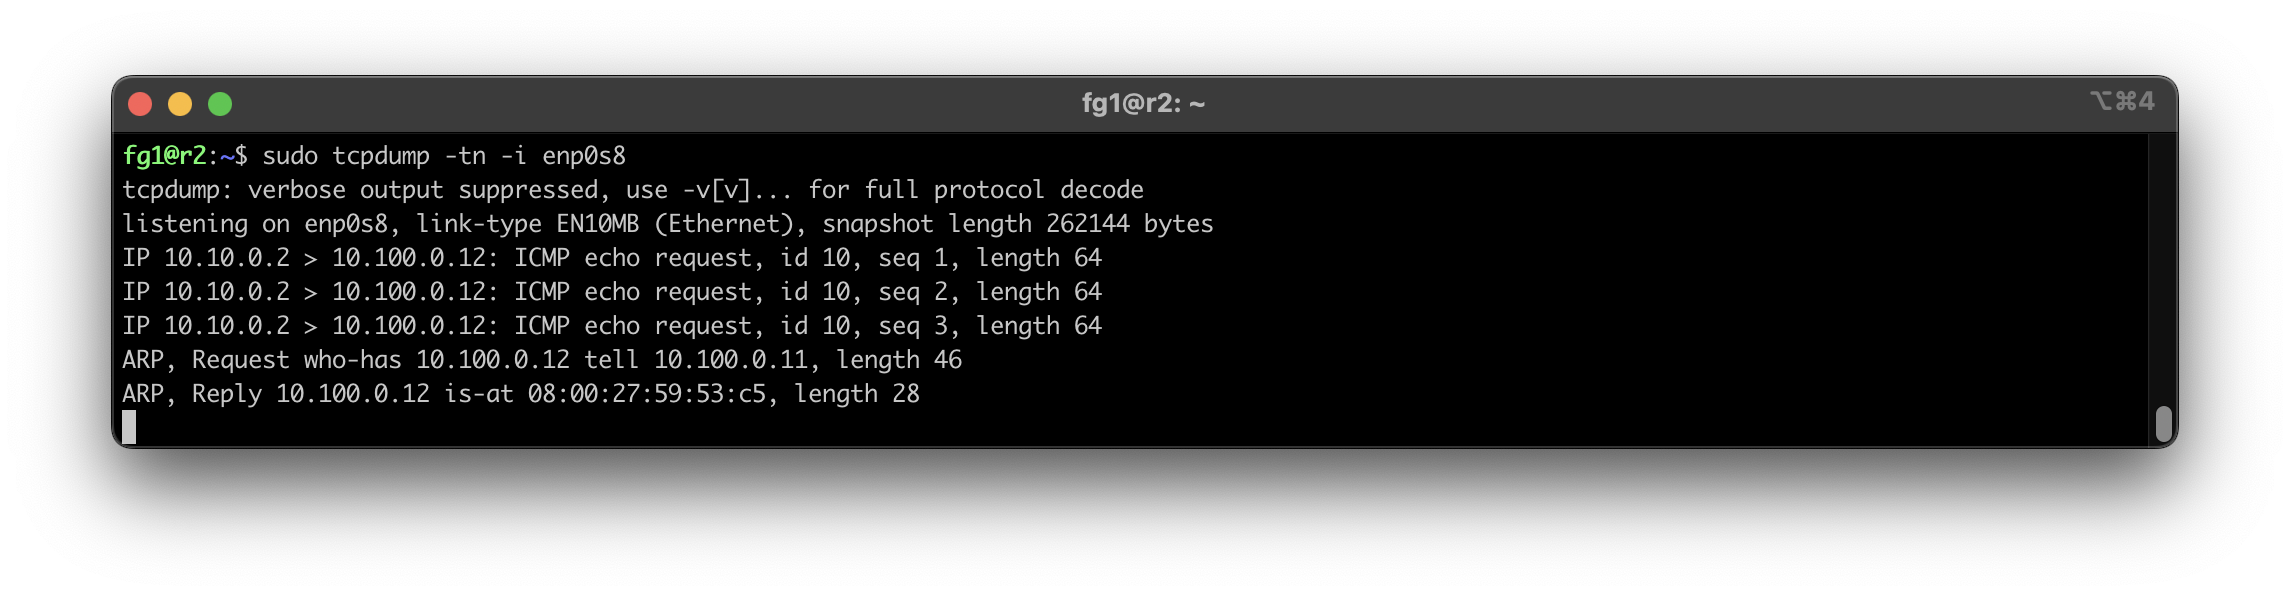 fg1@r2: ~
⌥⌘4
fg1@r2:~$ sudo tcpdump -tn -i enp0s8
tcpdump: verbose output suppressed, use -v[v]... for full protocol decode
listening on enp0s8, link-type EN10MB (Ethernet), snapshot length 262144 bytes
IP 10.10.0.2 > 10.100.0.12: ICMP echo request, id 10, seq 1, length 64
IP 10.10.0.2 > 10.100.0.12: ICMP echo request, id 10, seq 2, length 64
IP 10.10.0.2 > 10.100.0.12: ICMP echo request, id 10, seq 3, length 64
ARP, Request who-has 10.100.0.12 tell 10.100.0.11, length 46
ARP, Reply 10.100.0.12 is-at 08:00:27:59:53:c5, length 28